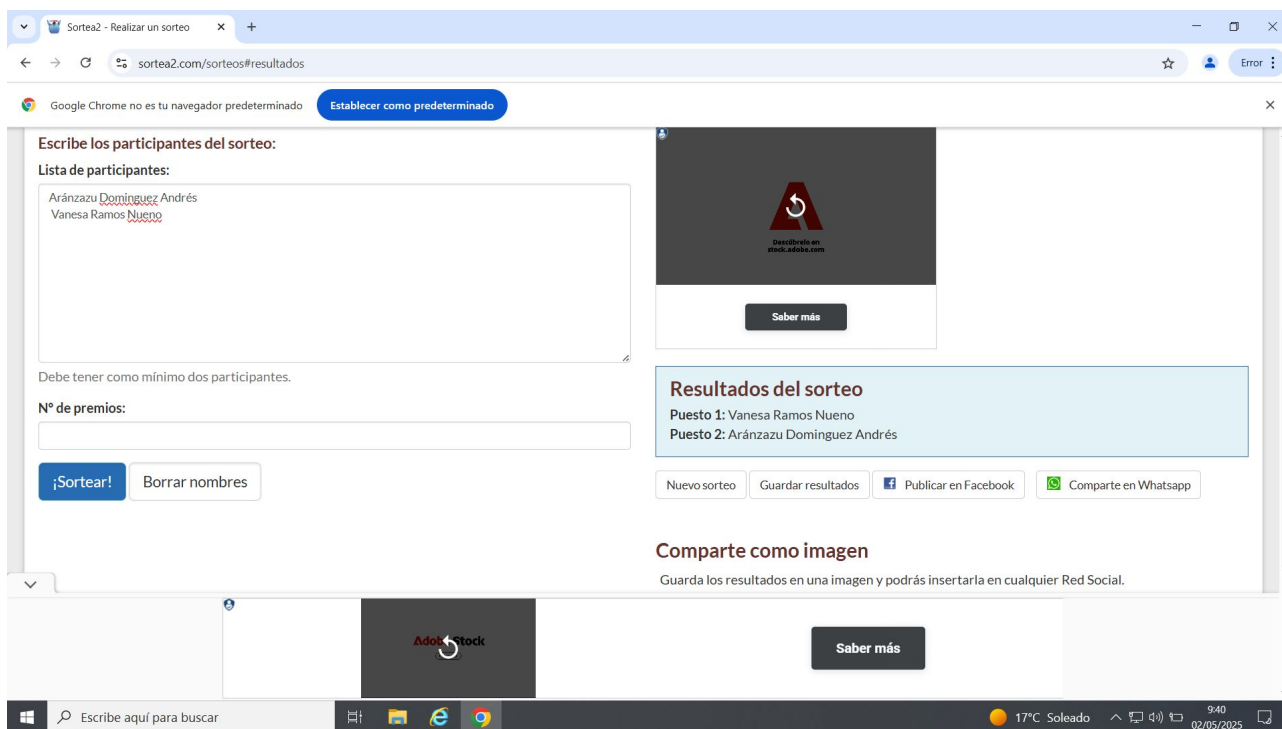 Sortea2 - Realizar un sorteo
sortea2.com/sorteos#resultados
Error
Google Chrome no es tu navegador predeterminado
Establecer como predeterminado
Escribe los participantes del sorteo:
Lista de participantes:
Aránzazu Dominguez Andrés
Vanesa Ramos Nueno
Debe tener como mínimo dos participantes.
Nº de premios:
¡Sortear!
Borrar nombres
Descúbrelo en
stock.adobe.com
Saber más
Resultados del sorteo
Puesto 1: Vanesa Ramos Nueno
Puesto 2: Aránzazu Dominguez Andrés
Nuevo sorteo
Guardar resultados
Publicar en Facebook
Comparte en Whatsapp
Comparte como imagen
Guarda los resultados en una imagen y podrás insertarla en cualquier Red Social.
Adobe Stock
Saber más
Escribe aquí para buscar
17°C Soleado
9:40
02/05/2025